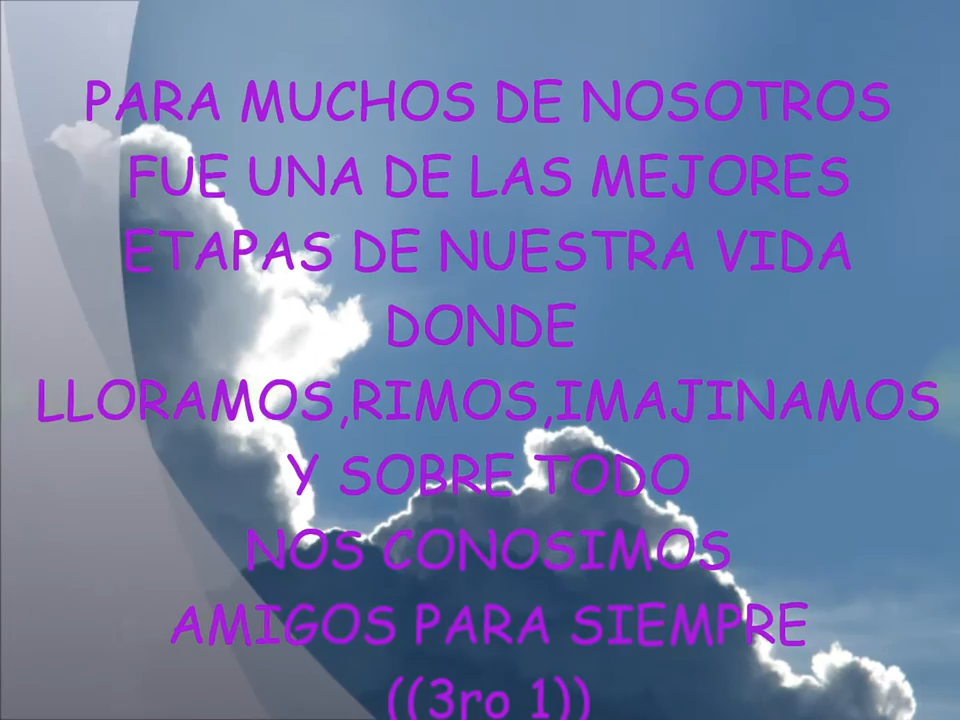 PARA MUCHOS DE NOSOTROS
FUE UNA DE LAS MEJORES
ETAPAS DE NUESTRA VIDA
DONDE
LLORAMOS,RIMOS,IMAJINAMOS
Y SOBRE TODO
NOS CONOSIMOS
AMIGOS PARA SIEMPRE
((3ro 1))